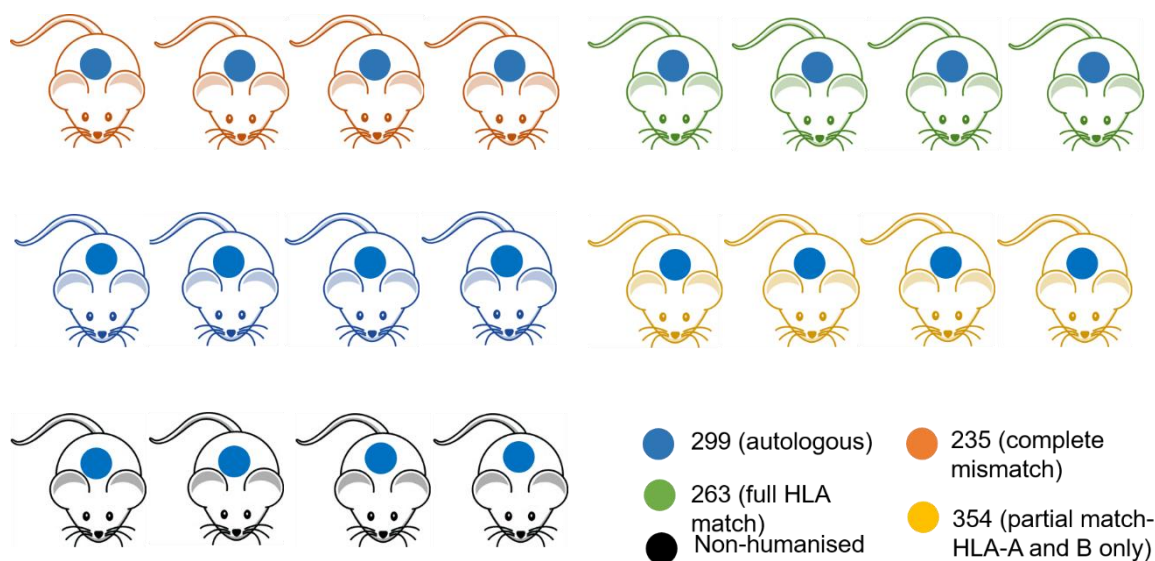 299 (autologous)
263 (full HLA
match)
Non-humanised
235 (complete
mismatch)
354 (partial match-
HLA-A and B only)